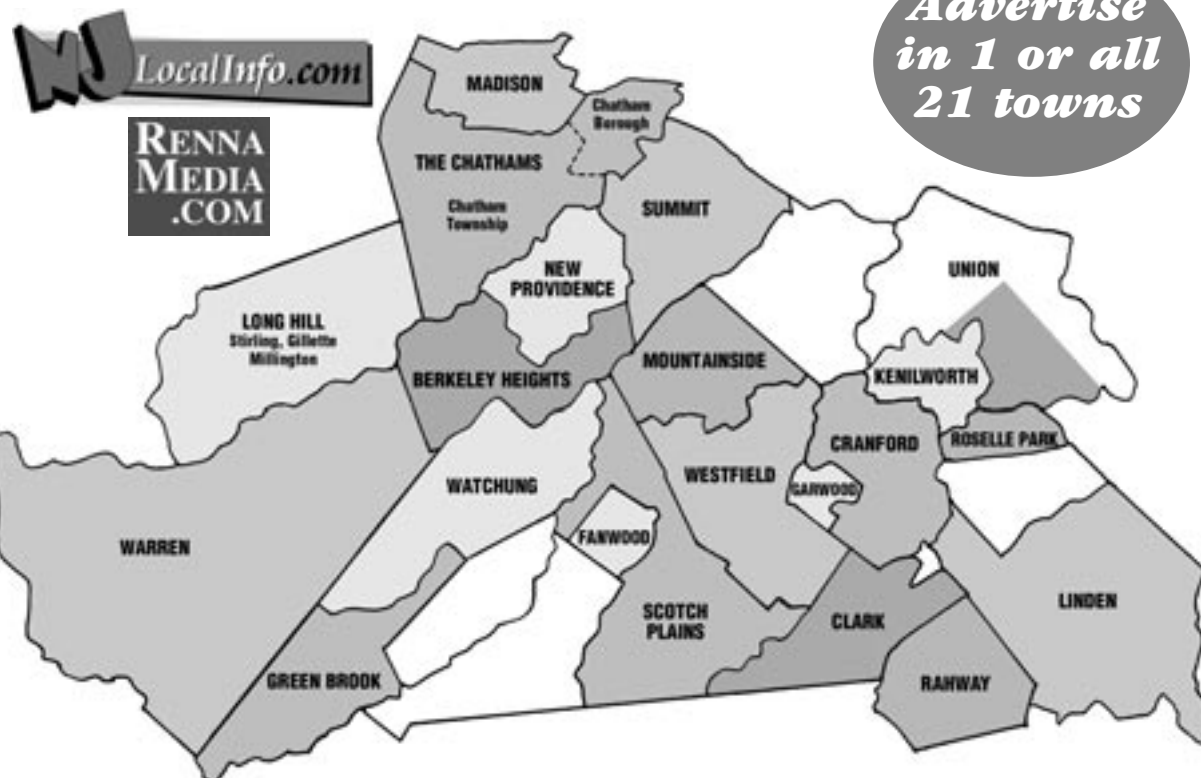 NJ LocalInfo.com
RENNA
MEDIA
.COM
Advertise
in 1 or all
21 towns
MADISON
Chatham
Borough
THE CHATHAMS
Chatham
Township
SUMMIT
NEW
PROVIDENCE
UNION
LONG HILL
Stirling, Gillette
Millington
BERKELEY HEIGHTS
MOUNTAINSIDE
KENILWORTH
CRANFORD
ROSELLE PARK
WATCHUNG
WESTFIELD
GARWOOD
WARREN
FANWOOD
SCOTCH
PLAINS
CLARK
LINDEN
GREEN BROOK
RAHWAY